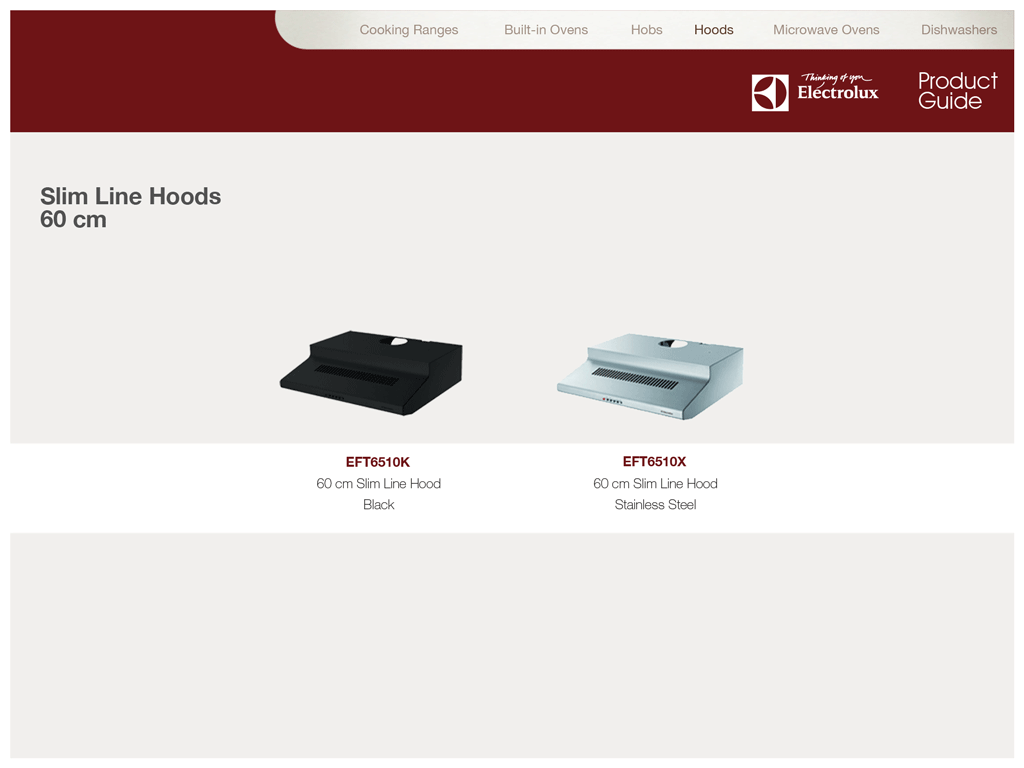 Cooking Ranges Built-in Ovens Hobs Hoods Microwave Ovens Dishwashers
Thinking of you
Electrolux
Product
Guide
Slim Line Hoods
60 cm
EFT6510K
60 cm Slim Line Hood
Black
EFT6510X
60 cm Slim Line Hood
Stainless Steel